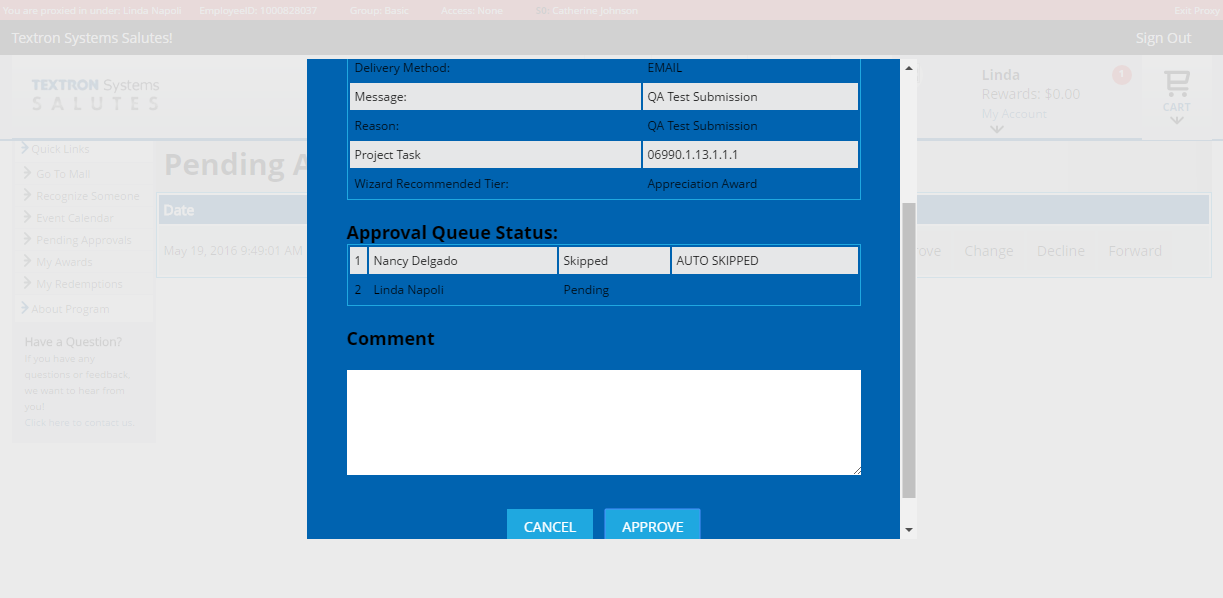 You are proxied in under: Linda Napoli EmployeeID: 1000828037 Group: Basic Access: None Catherine Johnson Exit Proxy
Textron Systems Salutes! Sign Out
TEXTRON Systems
SALUTES
Linda
Rewards: $0.00
My Account
1
CART
Quick Links
Go To Mall
Recognize Someone
Event Calendar
Pending Approvals
My Awards
My Redemptions
About Program
Have a Question?
If you have any
questions or feedback,
we want to hear from
you!
Click here to contact us.
Pending A
Date
May 19, 2016 9:49:01 AM
ove Change Decline Forward
Delivery Method: EMAIL
Message: QA Test Submission
Reason: QA Test Submission
Project Task 06990.1.13.1.1.1
Wizard Recommended Tier: Appreciation Award
Approval Queue Status:
1 Nancy Delgado Skipped AUTO SKIPPED
2 Linda Napoli Pending
Comment
CANCEL APPROVE